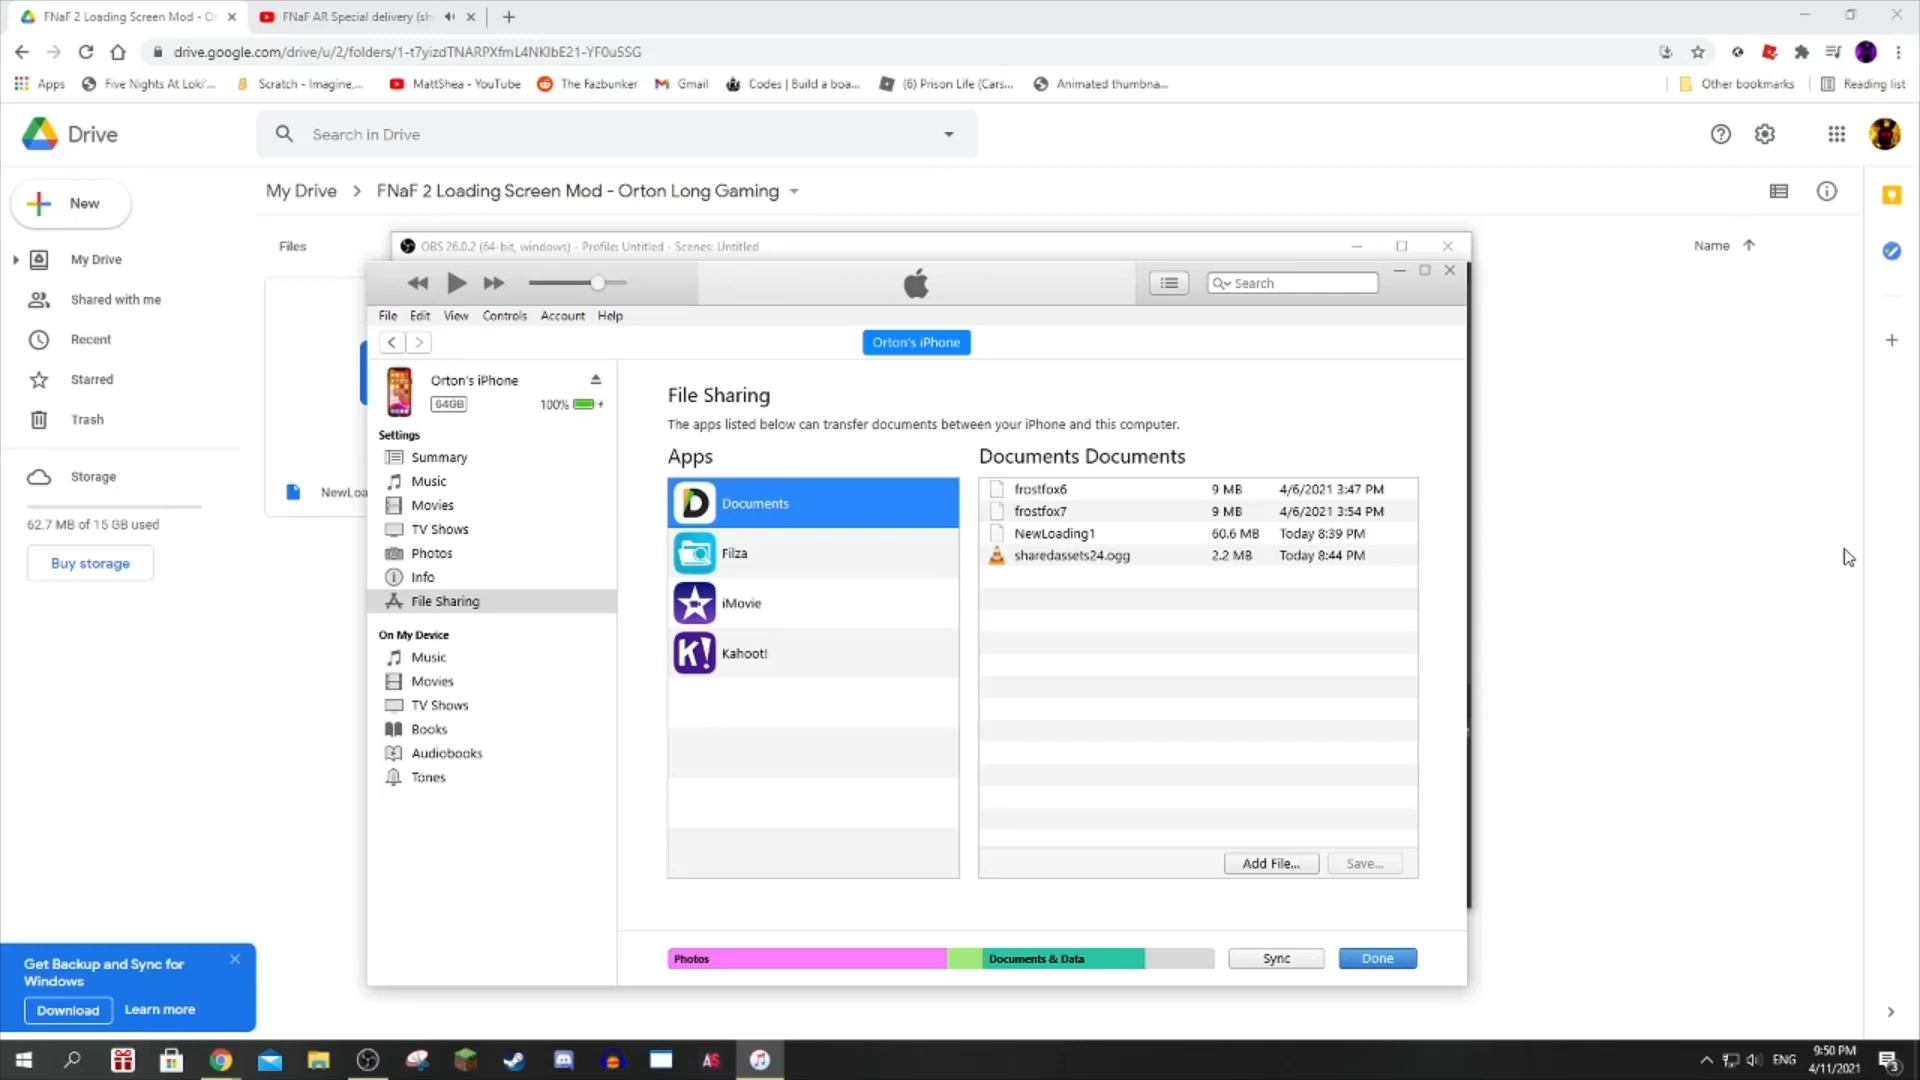 FNaF 2 Loading Screen Mod - Or
FNaF AR Special delivery (sh
drive.google.com/drive/u/2/folders/1-t7yizdTNARPXfmL4NKlbE21-YF0u5SG
Apps
Five Nights At Loki'...
Scratch - Imagine,...
MattShea - YouTube
The Fazbunker
Gmail
Codes | Build a boa...
(6) Prison Life (Cars...
Animated thumbna...
Other bookmarks
Reading list
Drive
Search in Drive
New
My Drive
FNaF 2 Loading Screen Mod - Orton Long Gaming
Files
Name
My Drive
Shared with me
Recent
Starred
Trash
Storage
62.7 MB of 15 GB used
Buy storage
NewLoa
OBS 26.0.2 (64-bit, windows) - Profile: Untitled - Scenes: Untitled
Search
File Edit View Controls Account Help
Orton's iPhone
Orton's iPhone
64GB
100%
Settings
Summary
Music
Movies
TV Shows
Photos
Info
File Sharing
On My Device
Music
Movies
TV Shows
Books
Audiobooks
Tones
File Sharing
The apps listed below can transfer documents between your iPhone and this computer.
Apps
Documents
Filza
iMovie
K! Kahoot!
Documents Documents
frostfox6 9 MB 4/6/2021 3:47 PM
frostfox7 9 MB 4/6/2021 3:54 PM
NewLoading1 60.6 MB Today 8:39 PM
sharedassets24.ogg 2.2 MB Today 8:44 PM
Add File...
Save...
Photos
Documents & Data
Sync
Done
Get Backup and Sync for
Windows
Download
Learn more
AS
ENG
9:50 PM
4/11/2021
3